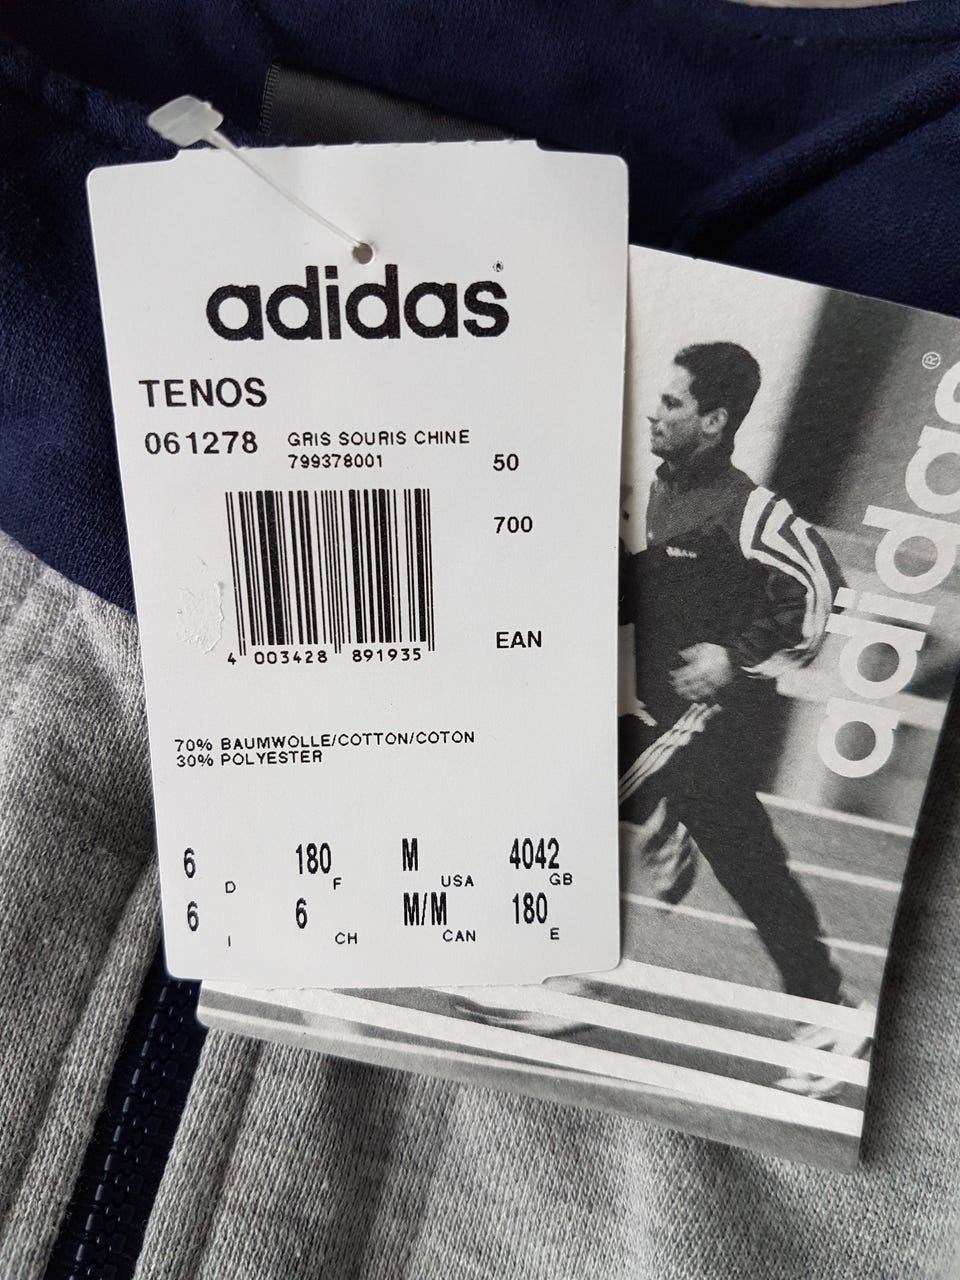 adidas®
TENOS
061278 GRIS SOURIS CHINE
799378001 50
700
EAN
4 003428 891935
70% BAUMWOLLE/COTTON/COTON
30% POLYESTER
6 D 180 F M USA 4042 GB
6 I 6 CH M/M CAN 180 E
adidas®